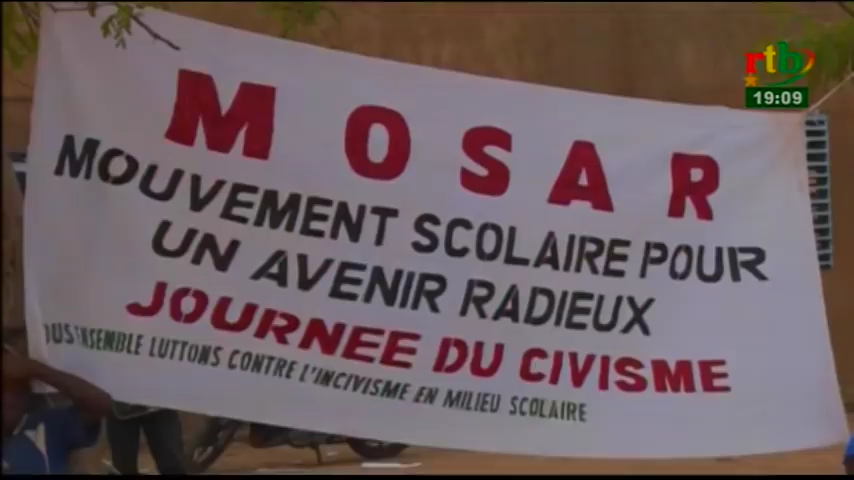 rtb
19:09
MOSAR
MOUVEMENT SCOLAIRE POUR
UN AVENIR RADIEUX
JOURNEE DU CIVISME
OUS ENSEMBLE LUTTONS CONTRE L'INCIVISME EN MILIEU SCOLAIRE